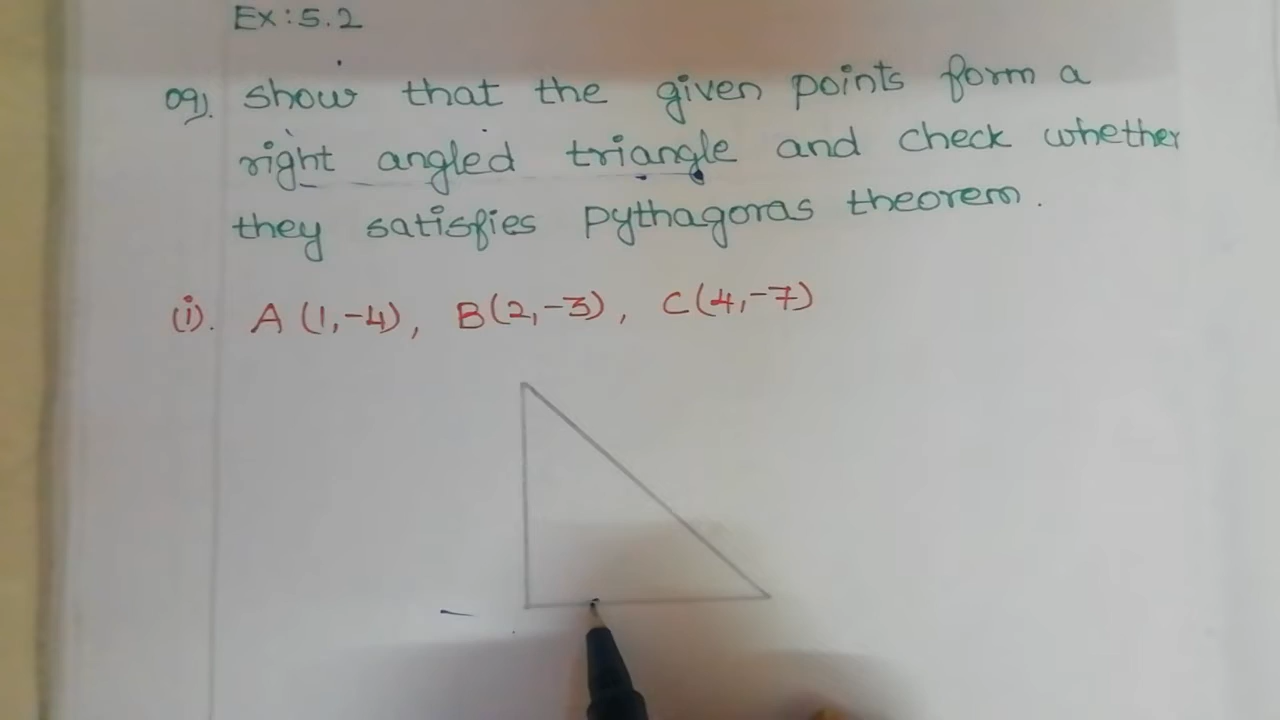 Ex:5.2
09). show that the given points form a
right angled triangle and check whether
they satisfies pythagoras theorem.
(i). A (1,-4), B(2,-3), C(4,-7)